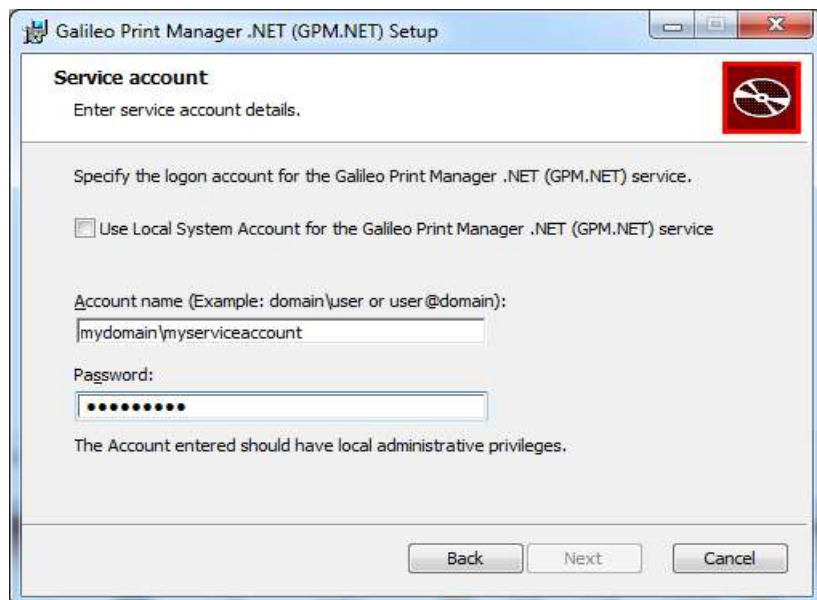 Galileo Print Manager .NET (GPM.NET) Setup
Service account
Enter service account details.
Specify the logon account for the Galileo Print Manager .NET (GPM.NET) service.
Use Local System Account for the Galileo Print Manager .NET (GPM.NET) service
Account name (Example: domain\user or user@domain):
mydomain\myserviceaccount
Password:
•••••••••
The Account entered should have local administrative privileges.
Back Next Cancel